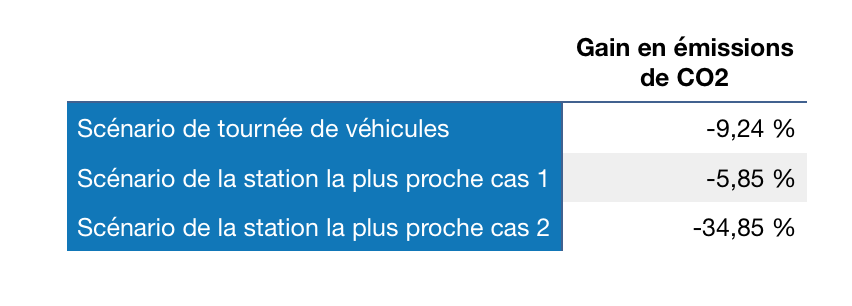 Gain en émissions
de CO2
Scénario de tournée de véhicules -9,24 %
Scénario de la station la plus proche cas 1 -5,85 %
Scénario de la station la plus proche cas 2 -34,85 %